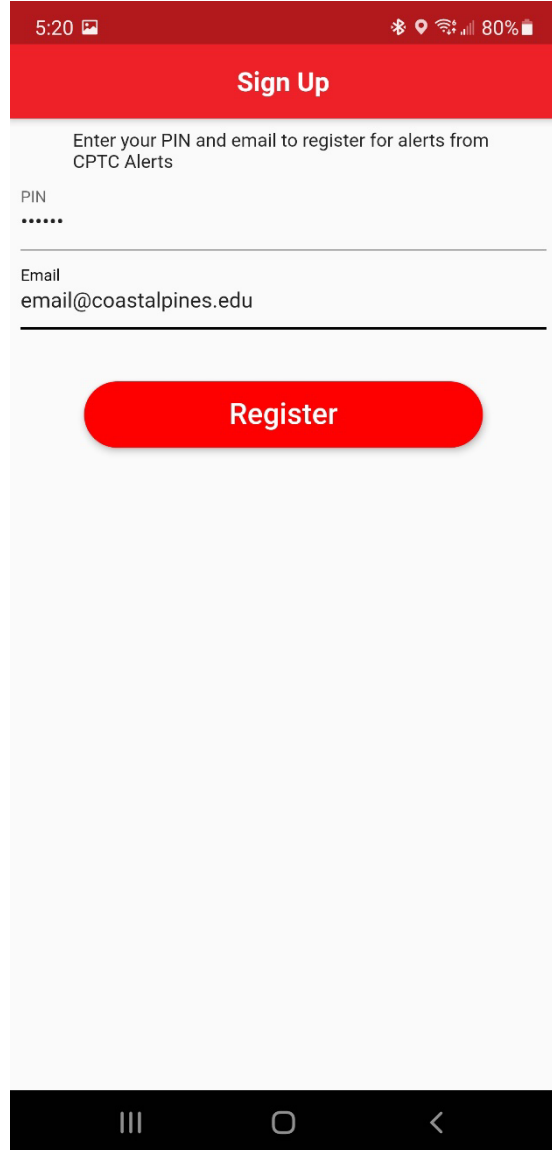 5:20 80%
Sign Up
Enter your PIN and email to register for alerts from
CPTC Alerts
PIN
••••••
Email
email@coastalpines.edu
Register